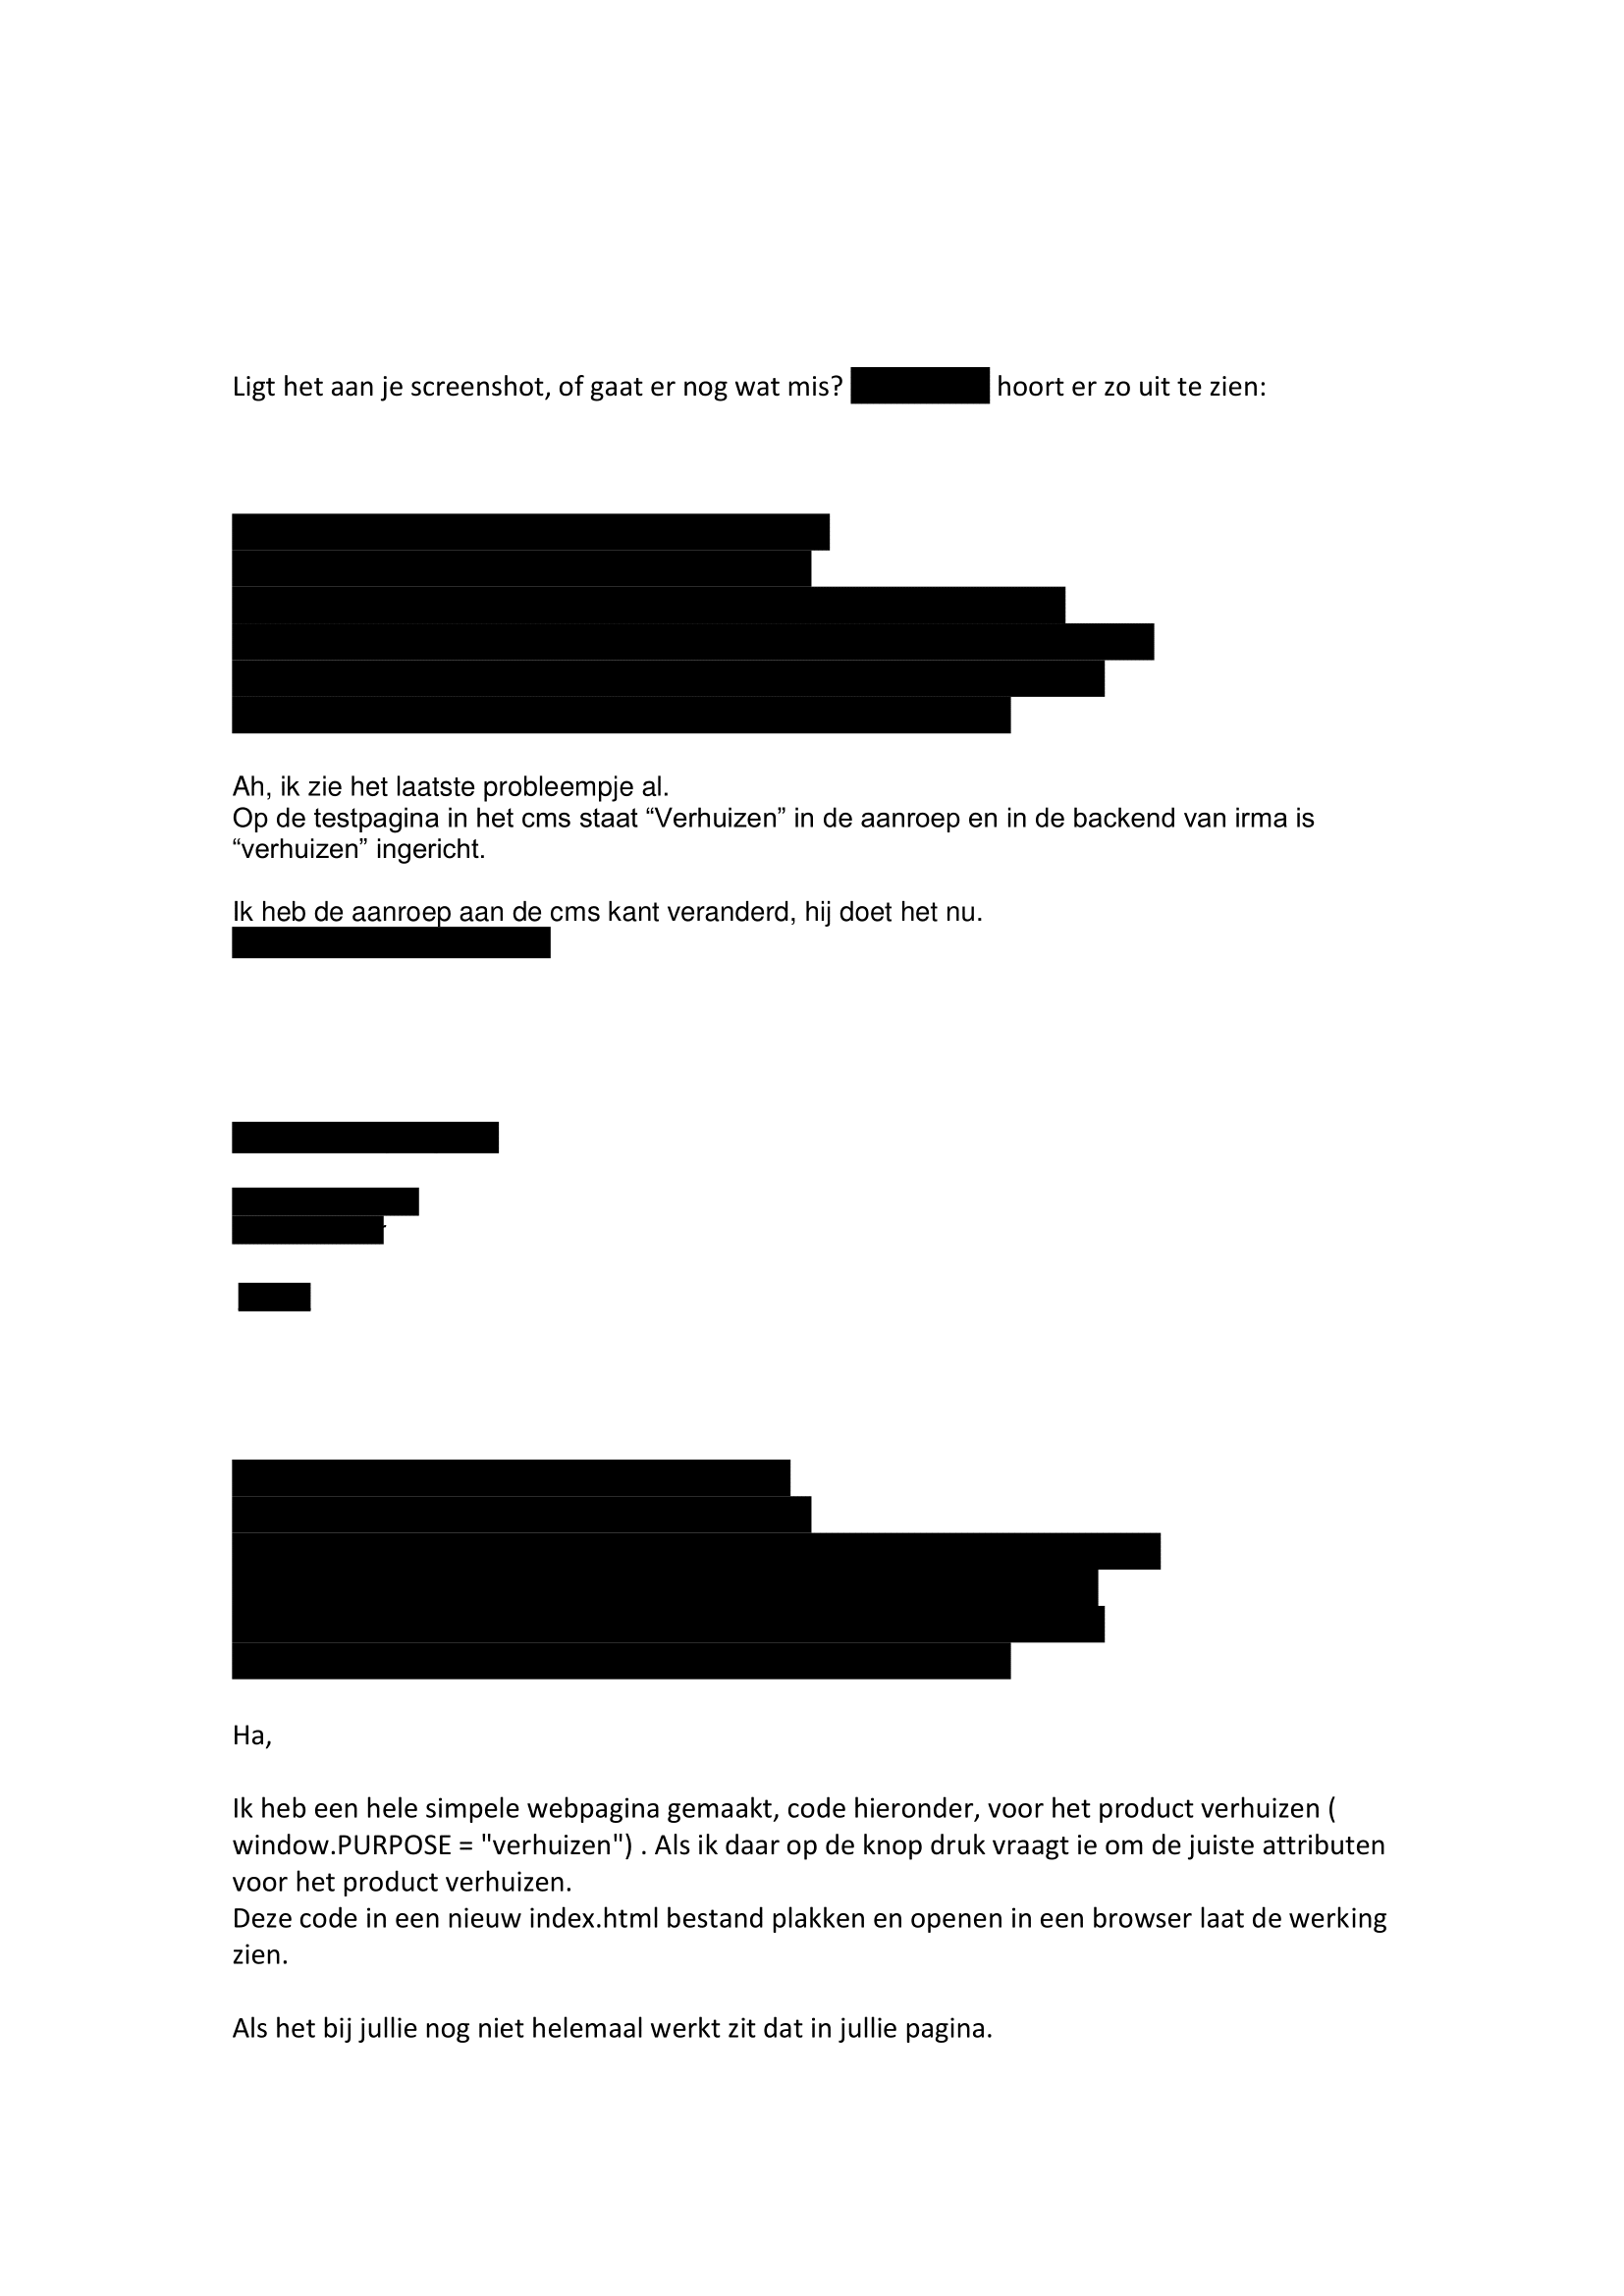 Ligt het aan je screenshot, of gaat er nog wat mis? hoort er zo uit te zien:
Ah, ik zie het laatste probleempje al.
Op de testpagina in het cms staat “Verhuizen” in de aanroep en in de backend van irma is
“verhuizen” ingericht.
Ik heb de aanroep aan de cms kant veranderd, hij doet het nu.
Ha,
Ik heb een hele simpele webpagina gemaakt, code hieronder, voor het product verhuizen (
window.PURPOSE = "verhuizen") . Als ik daar op de knop druk vraagt ie om de juiste attributen
voor het product verhuizen.
Deze code in een nieuw index.html bestand plakken en openen in een browser laat de werking
zien.
Als het bij jullie nog niet helemaal werkt zit dat in jullie pagina.